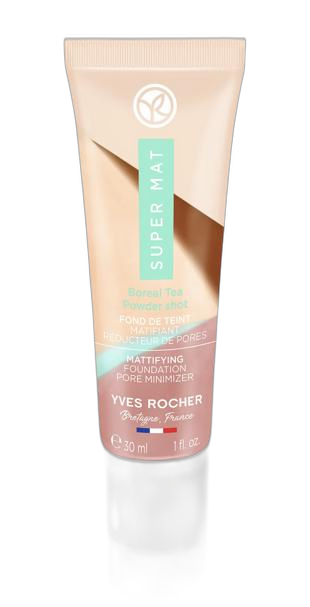 SUPER MAT
Boreal Tea
Powder shot
FOND DE TEINT
MATIFIANT
RÉDUCTEUR DE PORES
MATTIFYING
FOUNDATION
PORE MINIMIZER
YVES ROCHER
Bretagne, France
℮ 30 ml 1 fl. oz.